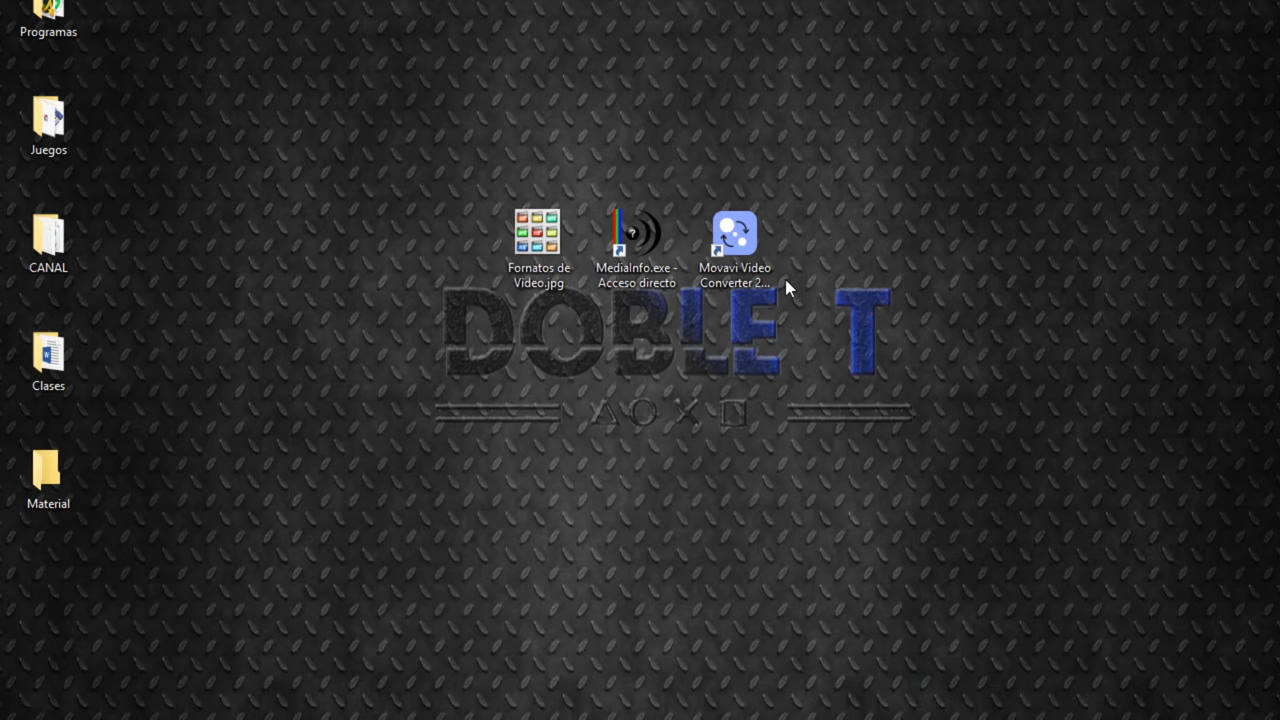 Programas
Juegos
CANAL
Clases
Material
Fornatos de
Video.jpg
MediaInfo.exe -
Acceso directo
Movavi Video
Converter 2...
DOBLE T